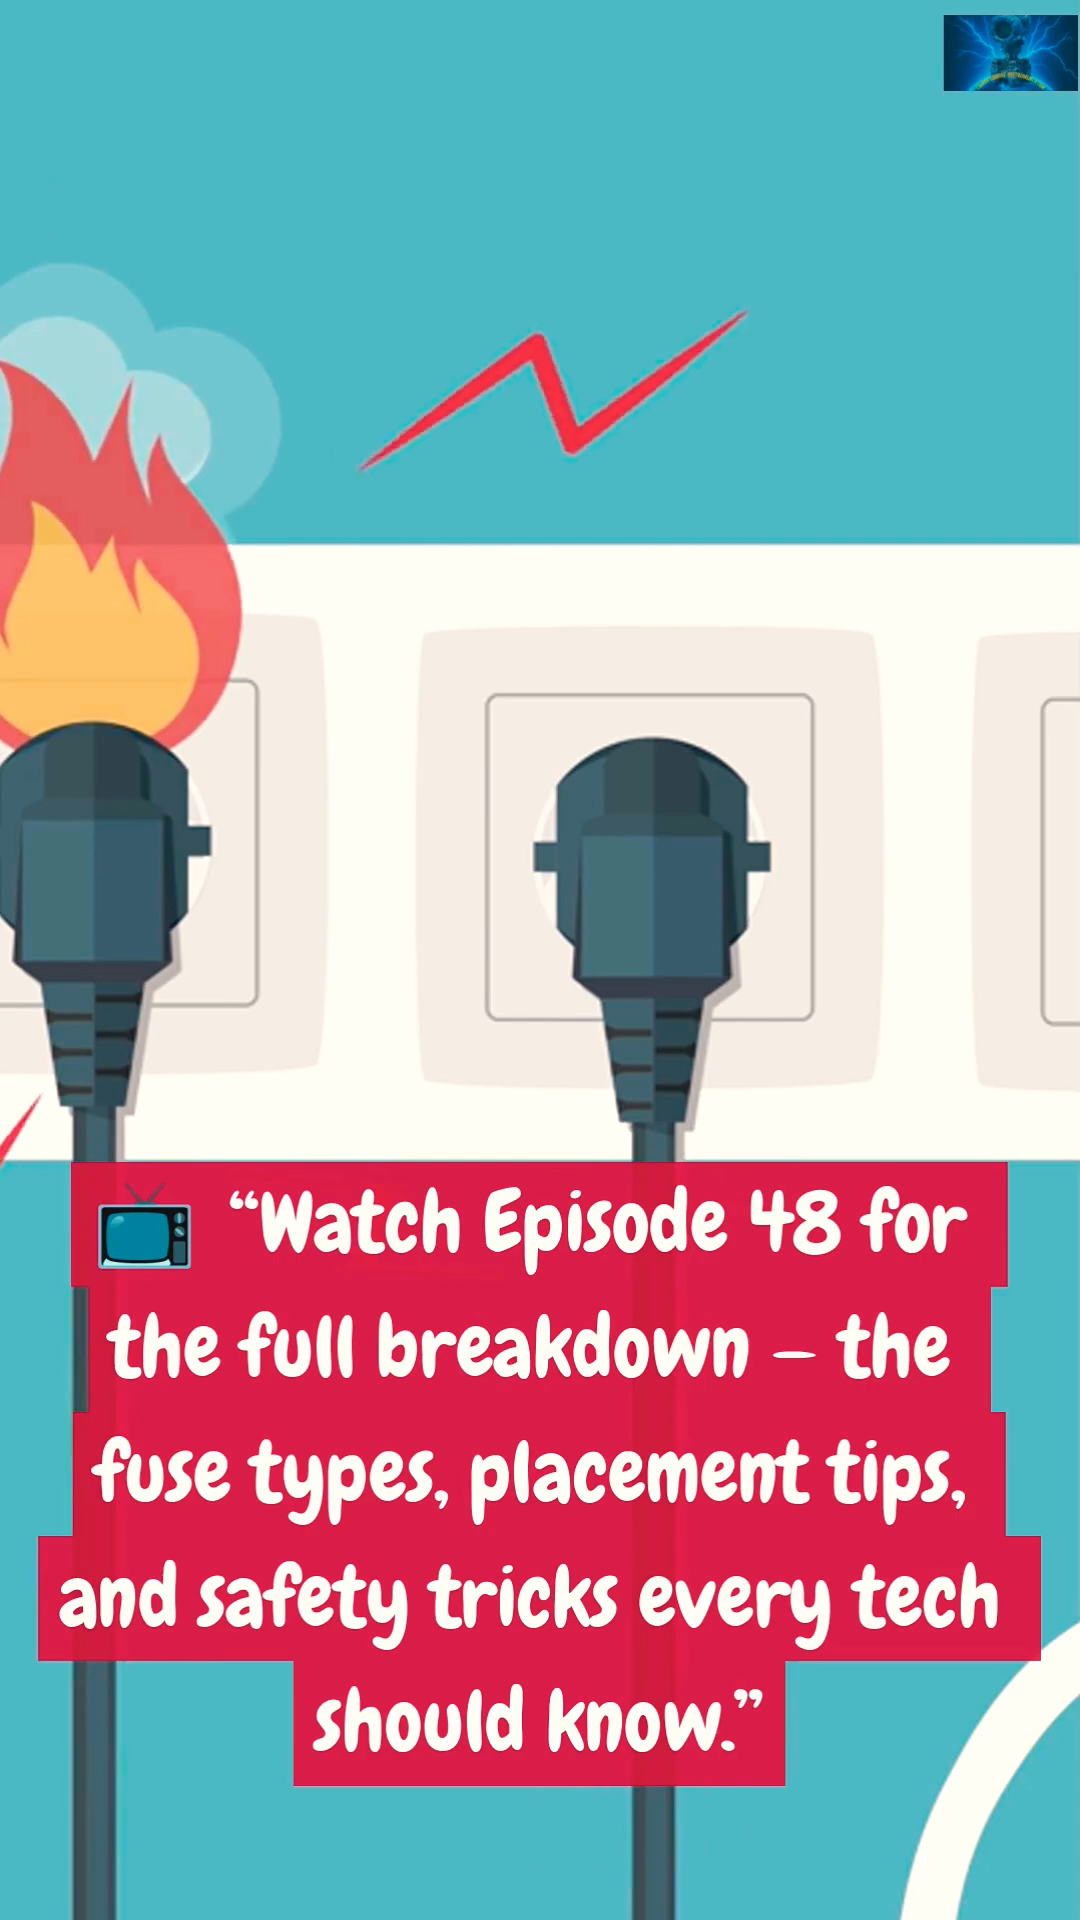 📺 “Watch Episode 48 for
the full breakdown — the
fuse types, placement tips,
and safety tricks every tech
should know.”